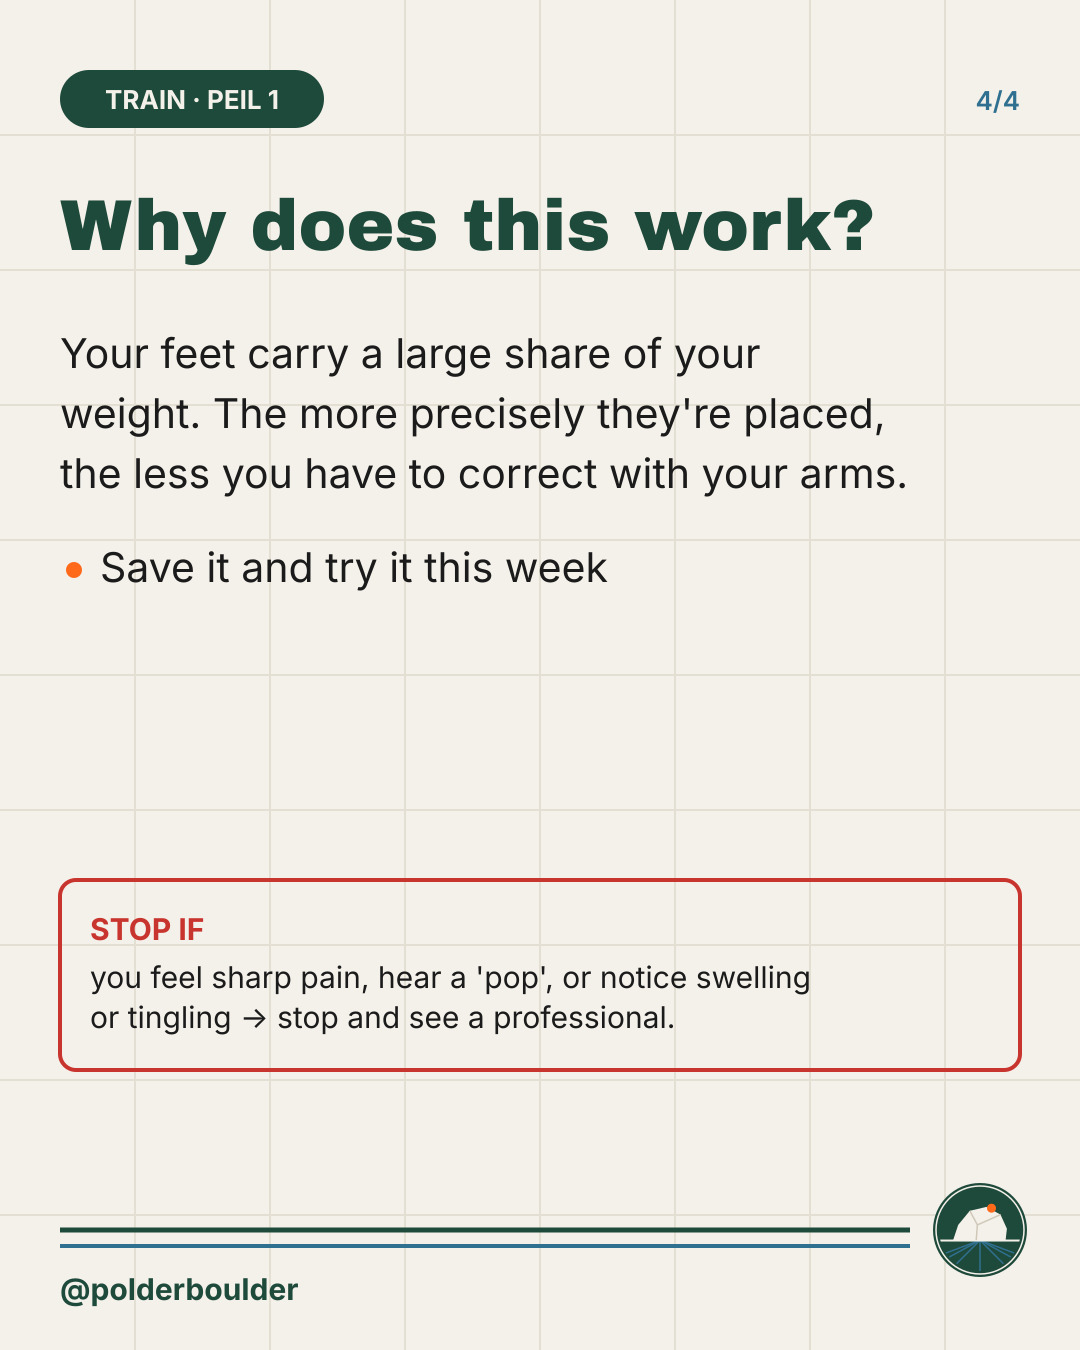 TRAIN · PEIL 1
4/4
Why does this work?
Your feet carry a large share of your
weight. The more precisely they're placed,
the less you have to correct with your arms.
• Save it and try it this week
STOP IF
you feel sharp pain, hear a 'pop', or notice swelling
or tingling → stop and see a professional.
@polderboulder